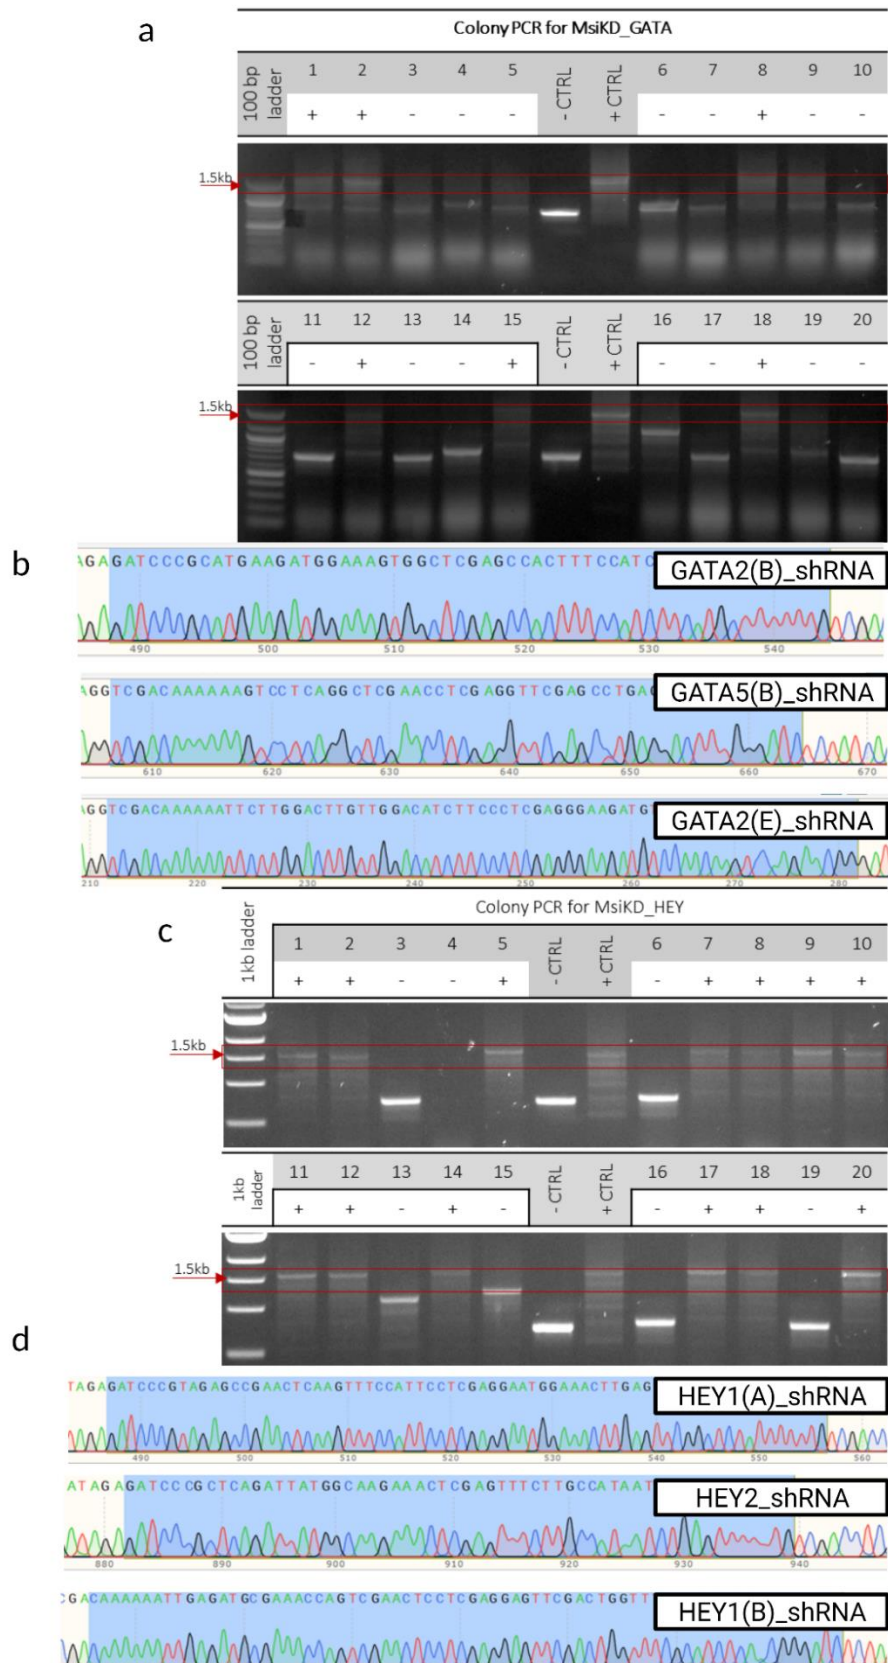 a
Colony PCR for MsiKD_GATA
100 bp ladder 1 2 3 4 5 - CTRL + CTRL 6 7 8 9 10
+ + - - - - - + - -
1.5kb
100 bp ladder 11 12 13 14 15 - CTRL + CTRL 16 17 18 19 20
- + - - + - - + - -
1.5kb
b
AGAGATCCCGCATGAAGATGGAAAGTGGCTCGAGCCACTTTCCATC
GATA2(B)_shRNA
490 500 510 520 530 540
AGGTCGACAAAAAAGTCCTCAGGCTCGAACCTCGAGGTTCGAGCCTGAG
GATA5(B)_shRNA
610 620 630 640 650 660 670
GGTCGACAAAAAATTCTTGGACTTGTTGGACATCTTCCCTCGAGGGAAGATGT
GATA2(E)_shRNA
210 220 230 240 250 260 270 280
c
Colony PCR for MsiKD_HEY
1kb ladder 1 2 3 4 5 - CTRL + CTRL 6 7 8 9 10
+ + - - + - + + + +
1.5kb
1kb ladder 11 12 13 14 15 - CTRL + CTRL 16 17 18 19 20
+ + - + - - + + - +
1.5kb
d
TAGAGATCCCGTAGAGCCGAACTCAAGTTTCCATTCCTCGAGGAATGGAAACTTGAG
HEY1(A)_shRNA
490 500 510 520 530 540 550 560
ATAGAGATCCCGCTCAGATTATGGCAAGAAACTCGAGTTTCTTGCCATAAT
HEY2_shRNA
880 890 900 910 920 930 940
CGACAAAAAATTGAGATGCGAAACCAGTCGAACTCCTCGAGGAGTTCGACTGGTT
HEY1(B)_shRNA